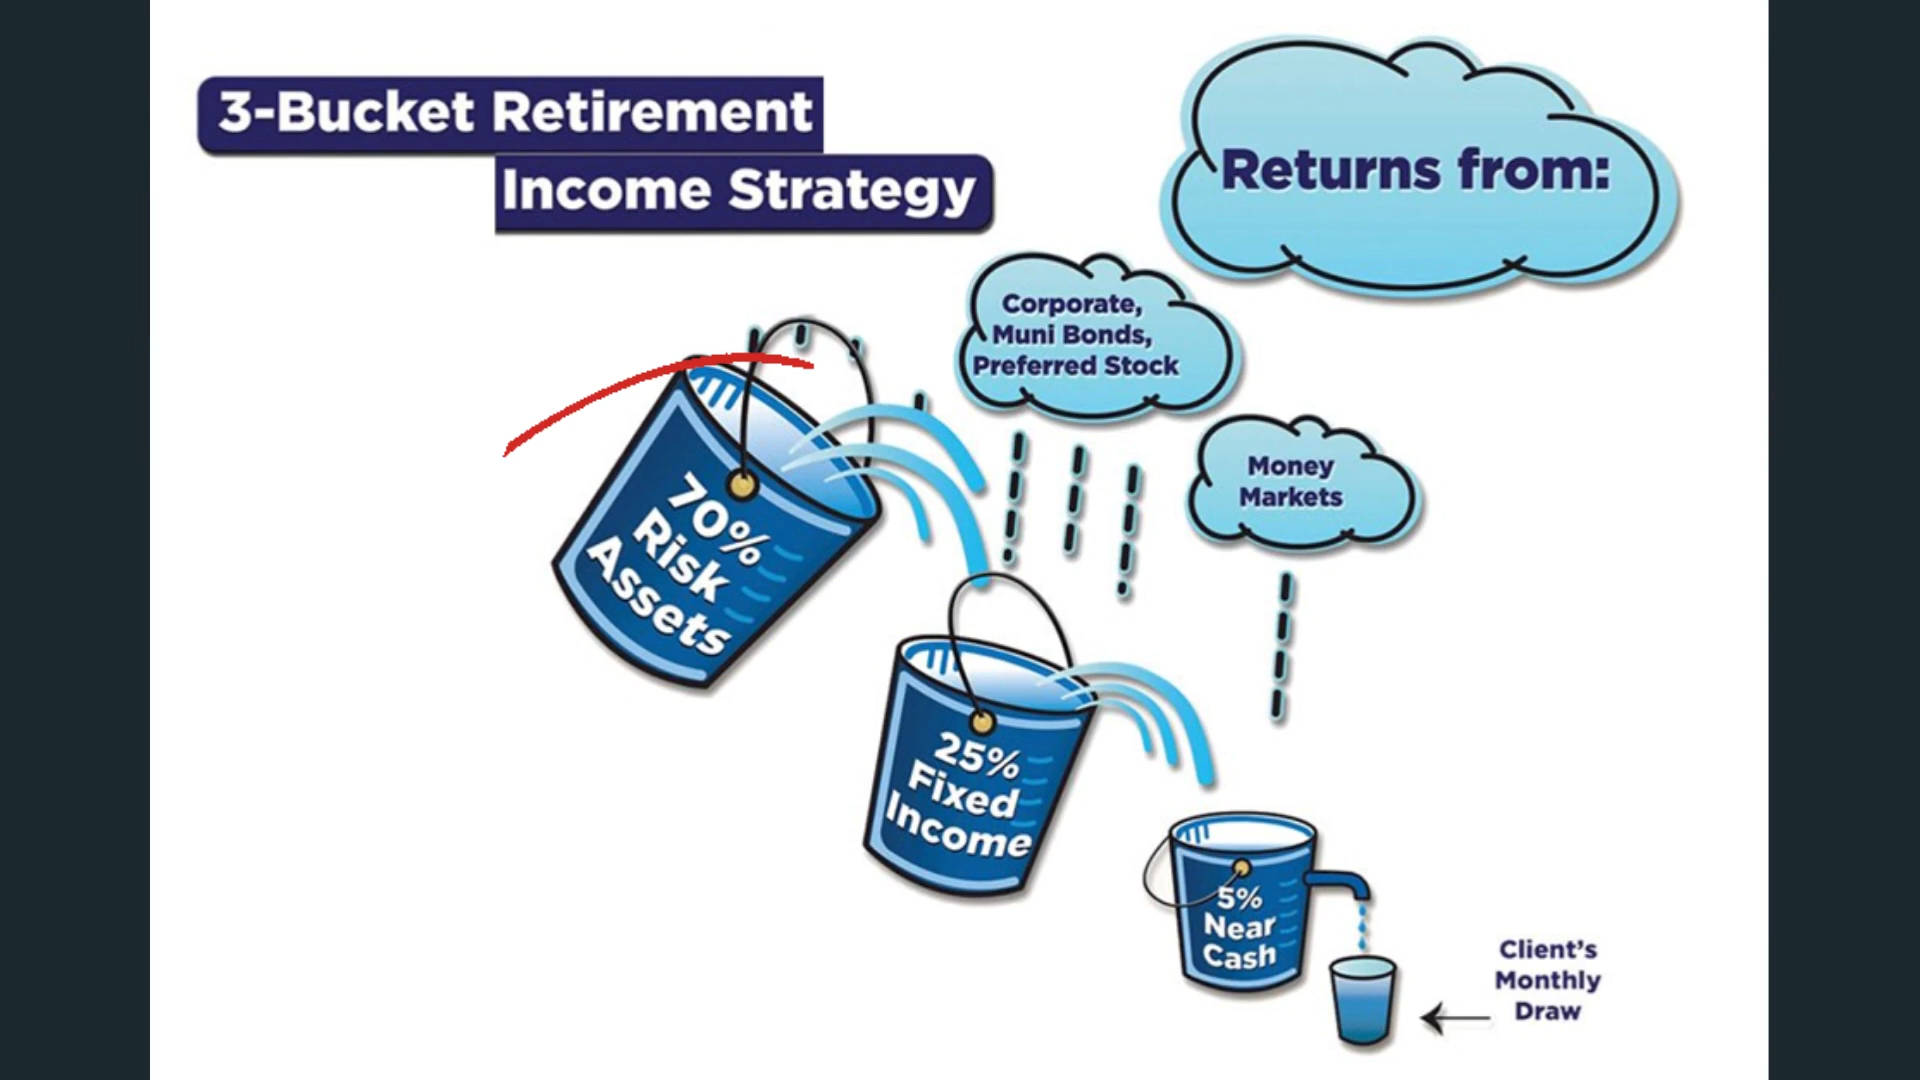 3-Bucket Retirement
Income Strategy
Returns from:
Corporate,
Muni Bonds,
Preferred Stock
Money
Markets
70%
Risk
Assets
25%
Fixed
Income
5%
Near
Cash
Client's
Monthly
Draw